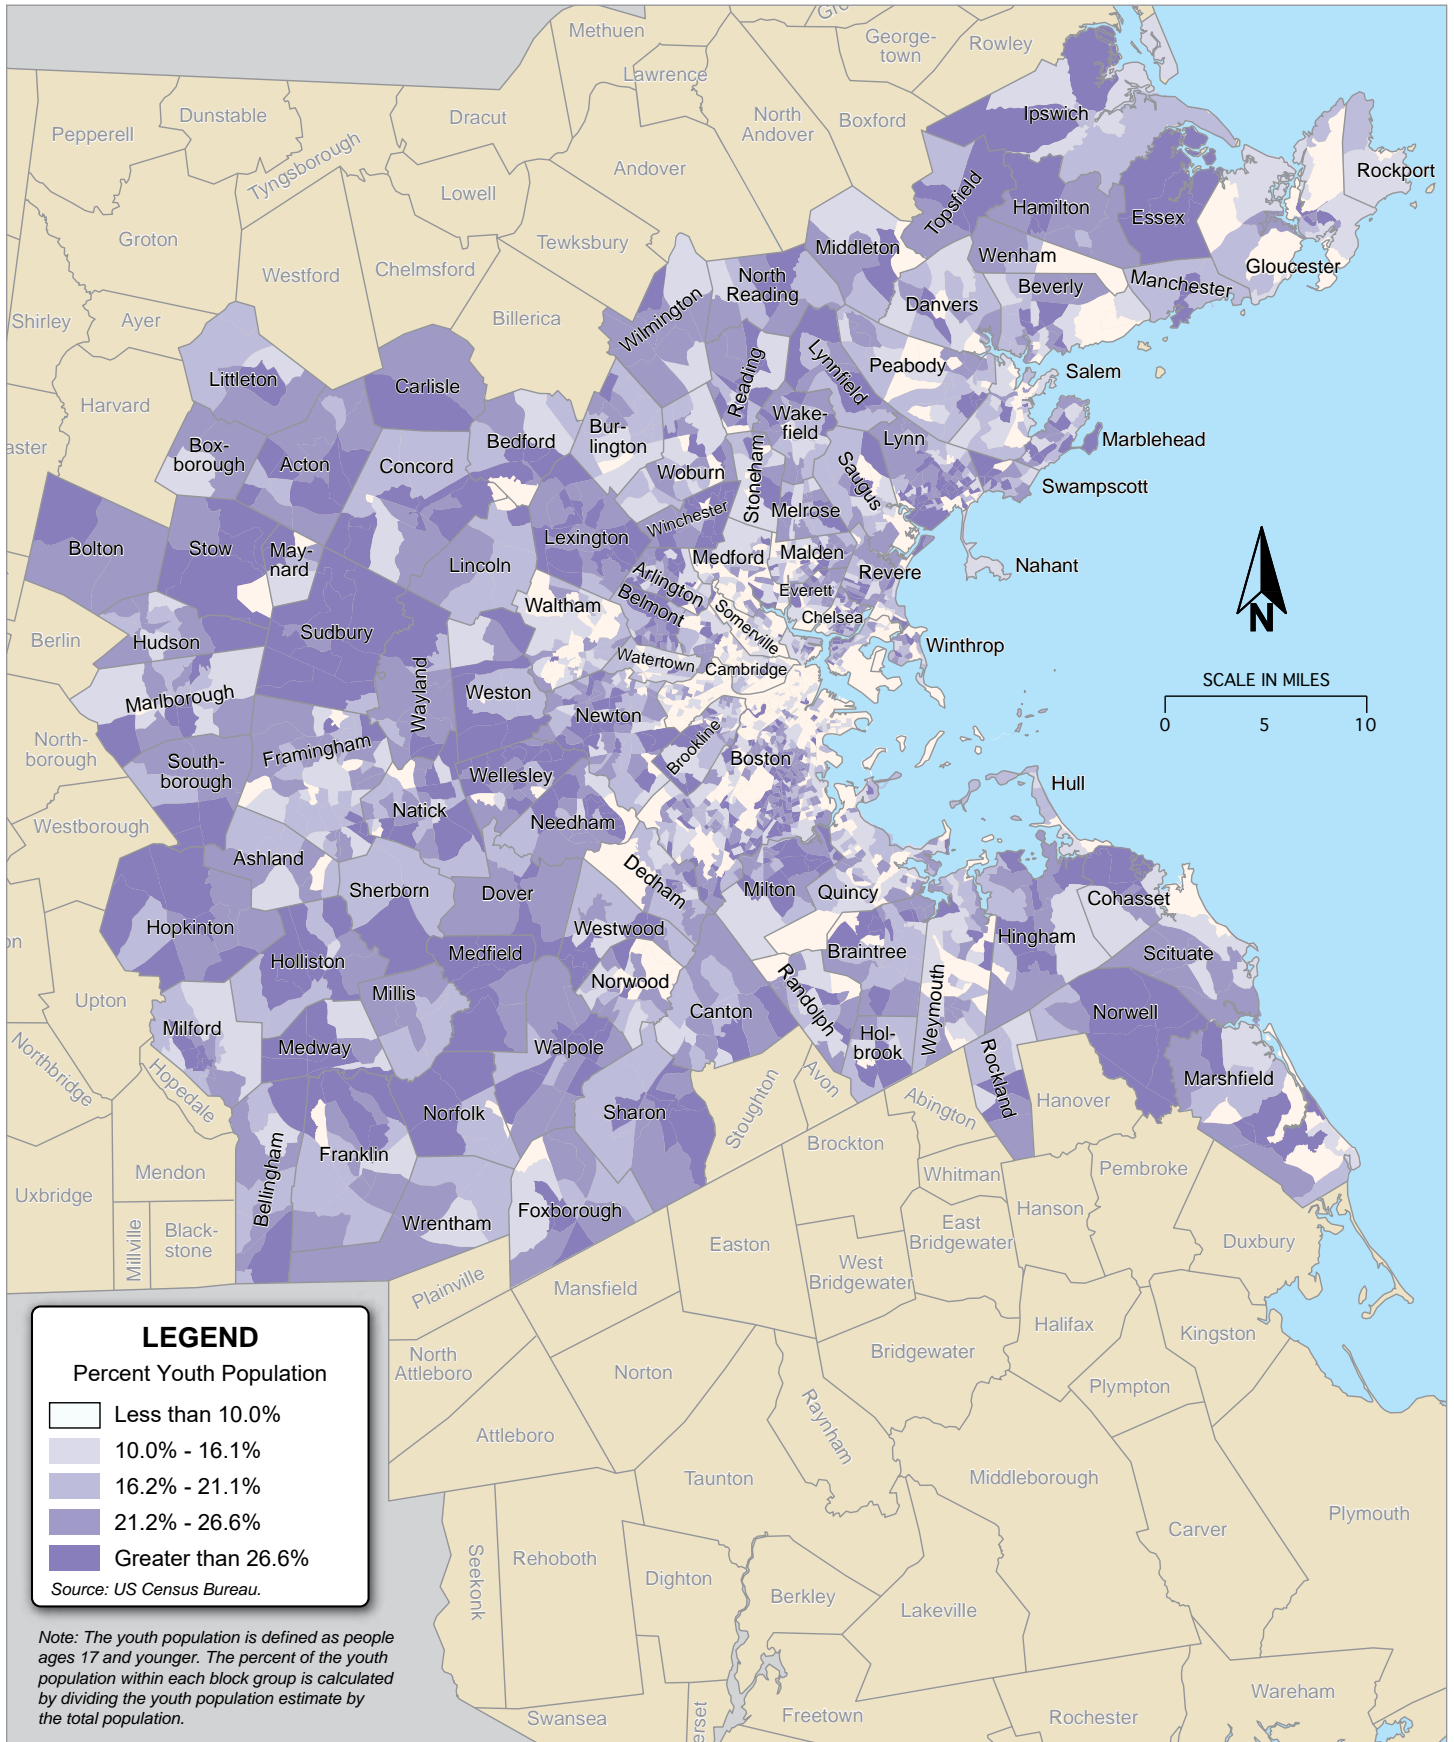 Gro
Methuen
George-
town
Rowley
Lawrence
Dunstable
Dracut
North
Andover
Boxford
Ipswich
Pepperell
Tyngsborough
Andover
Rockport
Lowell
Topsfield
Hamilton
Essex
Groton
Tewksbury
Middleton
Wenham
Westford
Chelmsford
Gloucester
North
Reading
Beverly
Manchester
Danvers
Shirley
Ayer
Billerica
Wilmington
Peabody
Salem
Littleton
Carlisle
Reading
Lynnfield
Harvard
Wake-
field
Lynn
Marblehead
aster
Box-
borough
Acton
Concord
Bedford
Bur-
lington
Woburn
Stoneham
Saugus
Swampscott
Winchester
Melrose
Bolton
Stow
May-
nard
Lincoln
Lexington
Medford
Malden
Revere
Nahant
Arlington
Everett
Belmont
Waltham
Somerville
Chelsea
N
Berlin
Hudson
Sudbury
Winthrop
Watertown
Cambridge
SCALE IN MILES
0
5
10
Marlborough
Wayland
Weston
Newton
North-
borough
South-
borough
Framingham
Brookline
Boston
Wellesley
Hull
Natick
Needham
Westborough
Ashland
Sherborn
Dover
Dedham
Milton
Quincy
Cohasset
Hopkinton
Westwood
Hingham
on
Holliston
Medfield
Braintree
Scituate
Upton
Millis
Norwood
Randolph
Weymouth
Canton
Norwell
Milford
Medway
Walpole
Hol-
brook
Northbridge
Hopedale
Rockland
Marshfield
Stoughton
Avon
Norfolk
Sharon
Abington
Hanover
Franklin
Bellingham
Brockton
Mendon
Whitman
Pembroke
Uxbridge
Hanson
Foxborough
Wrentham
Millville
Black-
stone
Easton
East
Bridgewater
Duxbury
West
Bridgewater
Plainville
Mansfield
Halifax
Kingston
LEGEND
Percent Youth Population
Less than 10.0%
10.0% - 16.1%
16.2% - 21.1%
21.2% - 26.6%
Greater than 26.6%
Source: US Census Bureau.
North
Attleboro
Norton
Bridgewater
Plympton
Raynham
Attleboro
Taunton
Middleborough
Plymouth
Carver
Seekonk
Rehoboth
Dighton
Berkley
Lakeville
Note: The youth population is defined as people
ages 17 and younger. The percent of the youth
population within each block group is calculated
by dividing the youth population estimate by
the total population.
Wareham
Swansea
erset
Freetown
Rochester